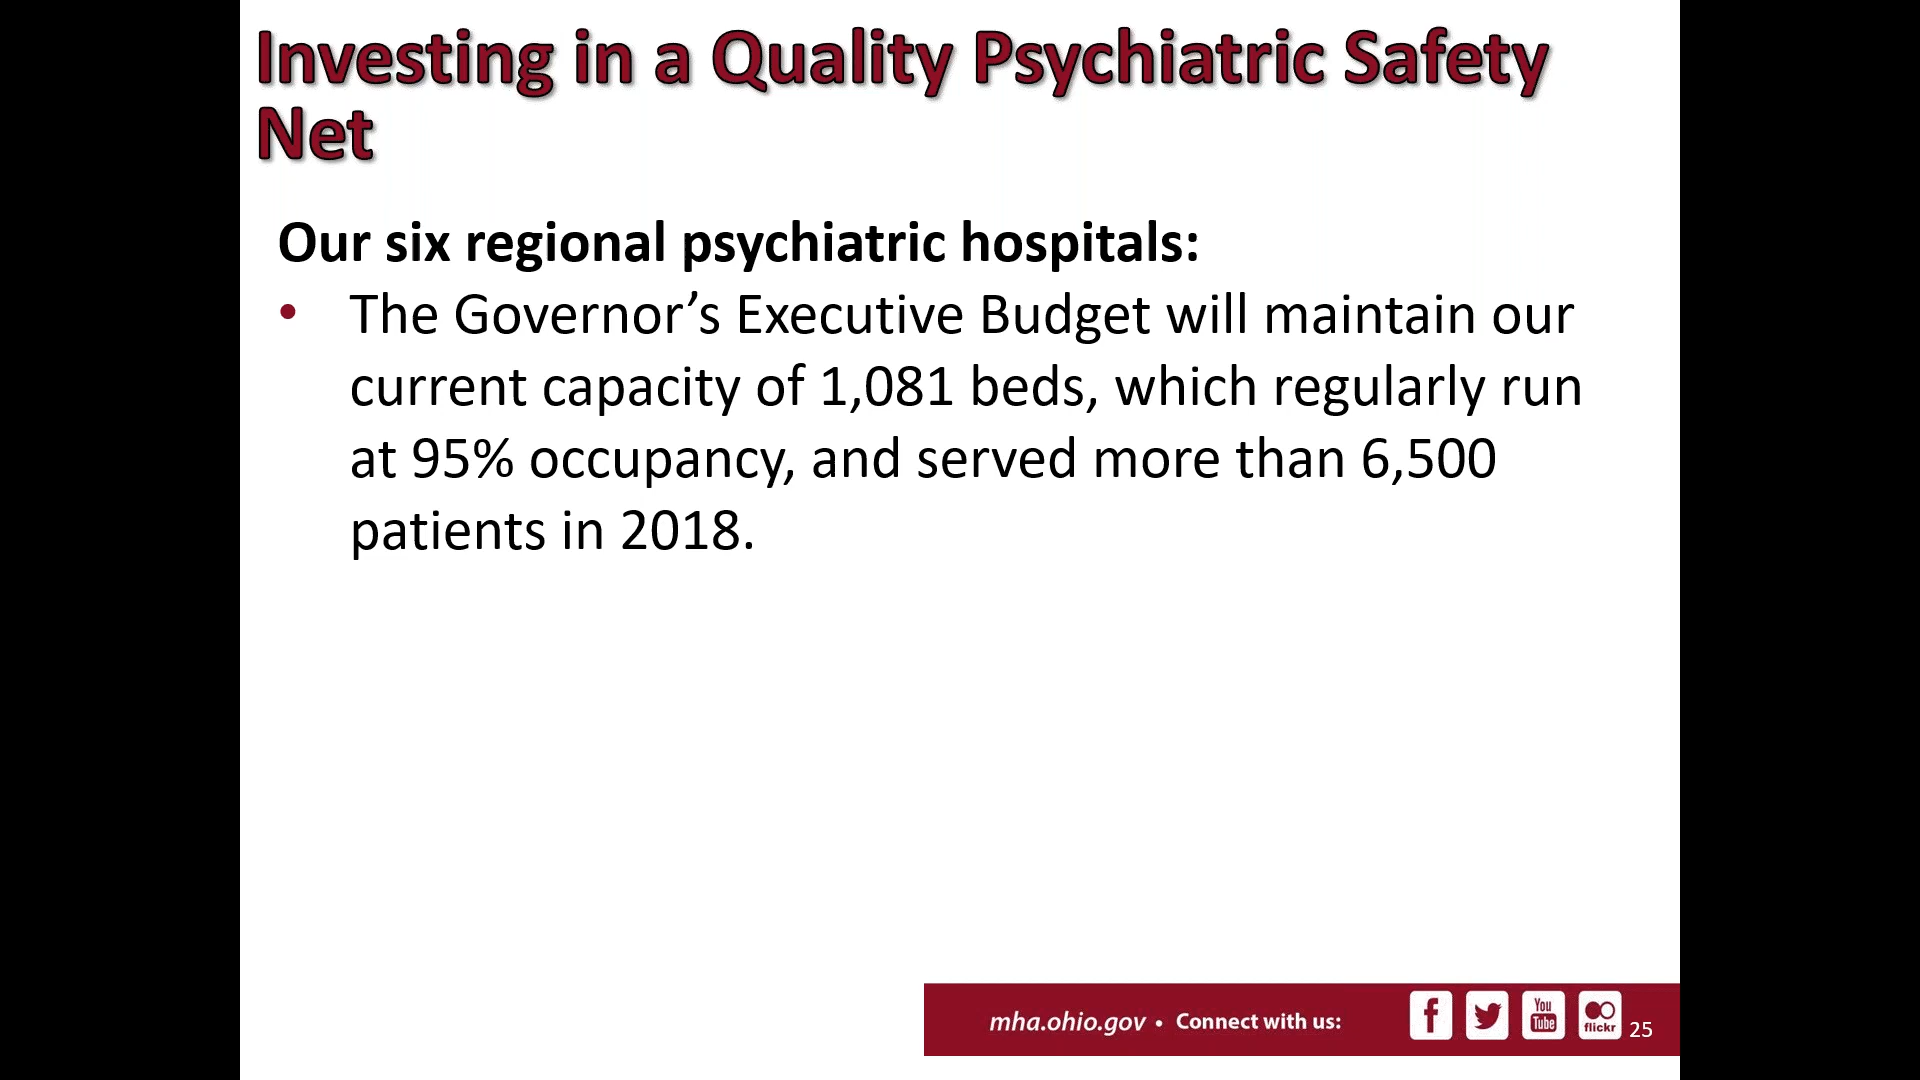 Investing in a Quality Psychiatric Safety
Net
Our six regional psychiatric hospitals:
• The Governor’s Executive Budget will maintain our
current capacity of 1,081 beds, which regularly run
at 95% occupancy, and served more than 6,500
patients in 2018.
mha.ohio.gov • Connect with us: f You Tube flickr 25